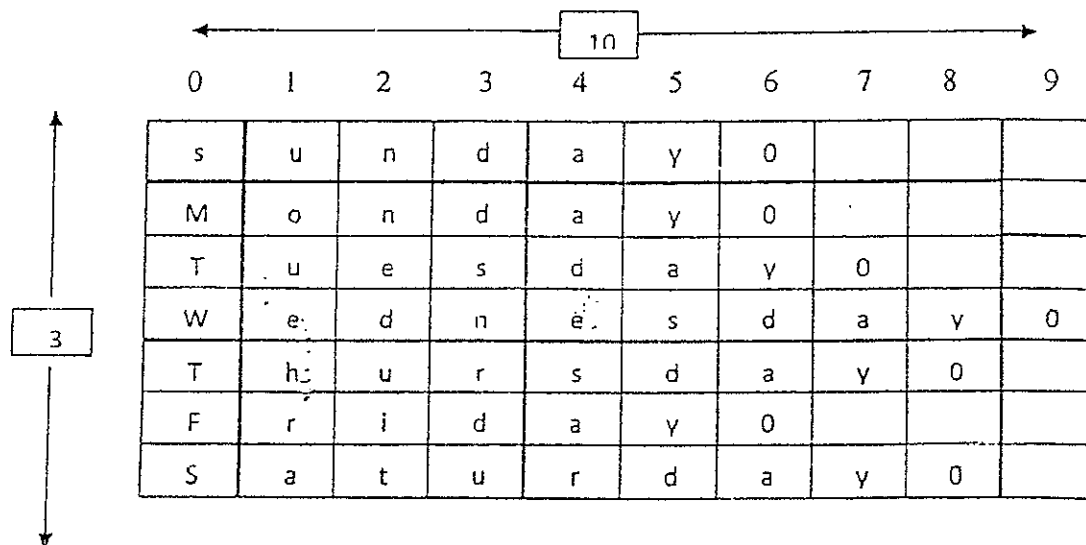 10
0 1 2 3 4 5 6 7 8 9
s u n d a y 0
M o n d a y 0
T u e s d a y 0
3 W e d n e s d a y 0
T h u r s d a y 0
F r i d a y 0
S a t u r d a y 0